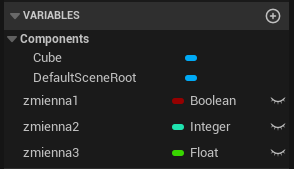 VARIABLES
Components
Cube
DefaultSceneRoot
zmienna1 Boolean
zmienna2 Integer
zmienna3 Float